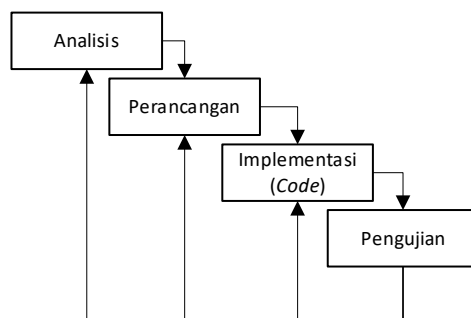 Analisis
Perancangan
Implementasi
(Code)
Pengujian